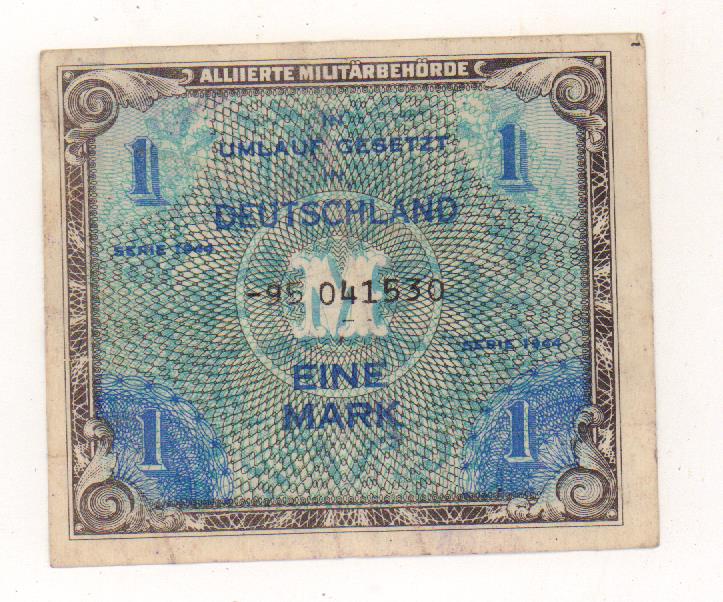 ALLIIERTE MILITÄRBEHÖRDE
IN
1 UMLAUF GESETZT 1
IN
DEUTSCHLAND
SERIE 1944
M
-95 041530
SERIE 1944
EINE
MARK
1 1